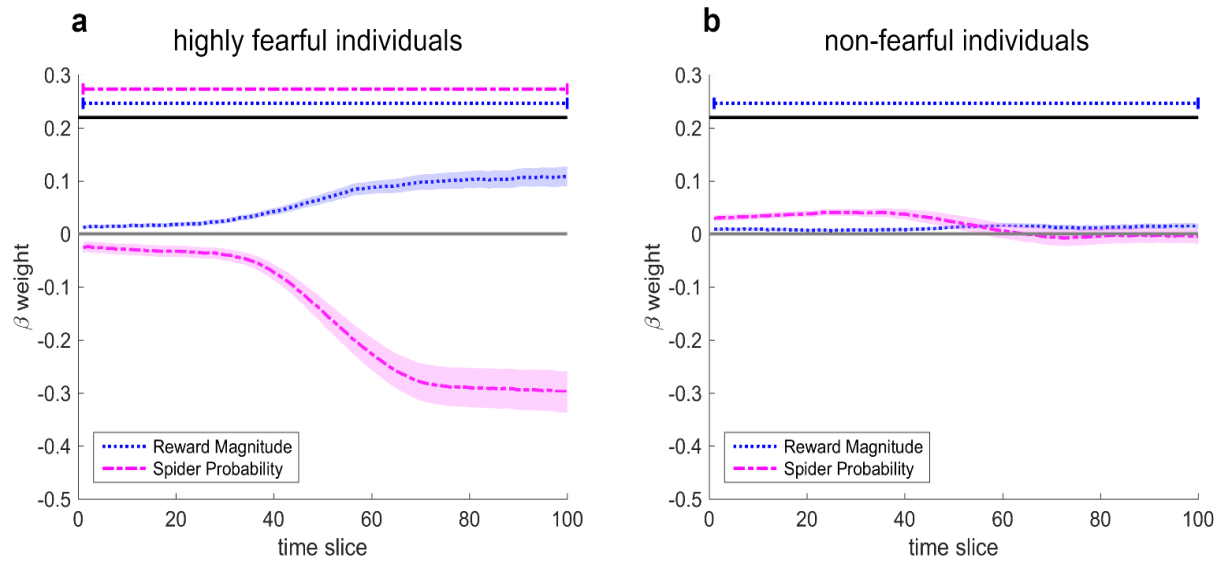 a
highly fearful individuals
0.3
0.2
0.1
0
-0.1
-0.2
-0.3
-0.4
-0.5
β weight
Reward Magnitude
Spider Probability
0 20 40 60 80 100
time slice
b
non-fearful individuals
0.3
0.2
0.1
0
-0.1
-0.2
-0.3
-0.4
-0.5
β weight
Reward Magnitude
Spider Probability
0 20 40 60 80 100
time slice